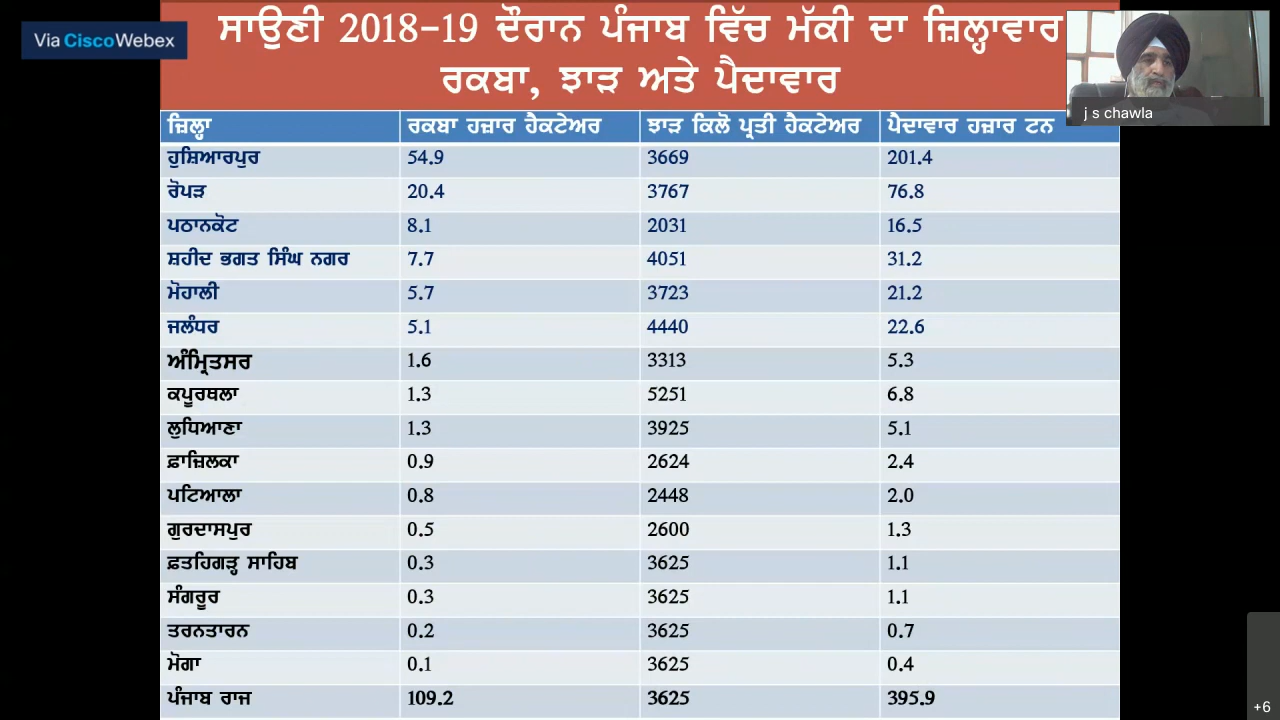 Via Cisco Webex
ਸਾਉਣੀ 2018-19 ਦੌਰਾਨ ਪੰਜਾਬ ਵਿੱਚ ਮੱਕੀ ਦਾ ਜ਼ਿਲ੍ਹਾਵਾਰ
ਰਕਬਾ, ਝਾੜ ਅਤੇ ਪੈਦਾਵਾਰ
j s chawla
ਜ਼ਿਲ੍ਹਾ ਰਕਬਾ ਹਜ਼ਾਰ ਹੈਕਟੇਅਰ ਝਾੜ ਕਿਲੋ ਪ੍ਰਤੀ ਹੈਕਟੇਅਰ ਪੈਦਾਵਾਰ ਹਜ਼ਾਰ ਟਨ
ਹੁਸ਼ਿਆਰਪੁਰ 54.9 3669 201.4
ਰੋਪੜ 20.4 3767 76.8
ਪਠਾਨਕੋਟ 8.1 2031 16.5
ਸ਼ਹੀਦ ਭਗਤ ਸਿੰਘ ਨਗਰ 7.7 4051 31.2
ਮੋਹਾਲੀ 5.7 3723 21.2
ਜਲੰਧਰ 5.1 4440 22.6
ਅੰਮ੍ਰਿਤਸਰ 1.6 3313 5.3
ਕਪੂਰਥਲਾ 1.3 5251 6.8
ਲੁਧਿਆਣਾ 1.3 3925 5.1
ਫ਼ਾਜ਼ਿਲਕਾ 0.9 2624 2.4
ਪਟਿਆਲਾ 0.8 2448 2.0
ਗੁਰਦਾਸਪੁਰ 0.5 2600 1.3
ਫ਼ਤਹਿਗੜ੍ਹ ਸਾਹਿਬ 0.3 3625 1.1
ਸੰਗਰੂਰ 0.3 3625 1.1
ਤਰਨਤਾਰਨ 0.2 3625 0.7
ਮੋਗਾ 0.1 3625 0.4
ਪੰਜਾਬ ਰਾਜ 109.2 3625 395.9
+6